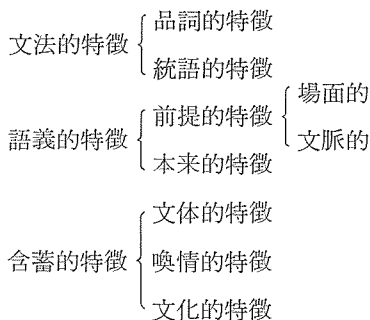 文法的特徴
品詞的特徴
統語的特徴
語義的特徴
前提的特徴
場面的
文脈的
本来的特徴
含蓄的特徴
文体的特徴
喚情的特徴
文化的特徴